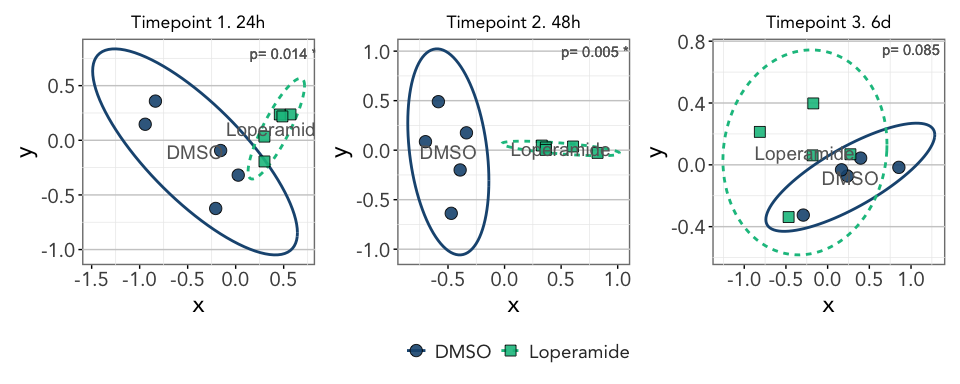 Timepoint 1. 24h
Timepoint 2. 48h
Timepoint 3. 6d
p= 0.014 *
0.5
0.0
-0.5
-1.0
y
Loperamid
DMSO
-1.5 -1.0 -0.5 0.0 0.5
x
p= 0.005 *
1.0
0.5
0.0
-0.5
-1.0
y
DMSO
Loperamide
-0.5 0.0 0.5 1.0
x
p= 0.085
0.8
0.4
0.0
-0.4
y
Loperamide
DMSO
-1.0 -0.5 0.0 0.5 1.0
x
DMSO Loperamide